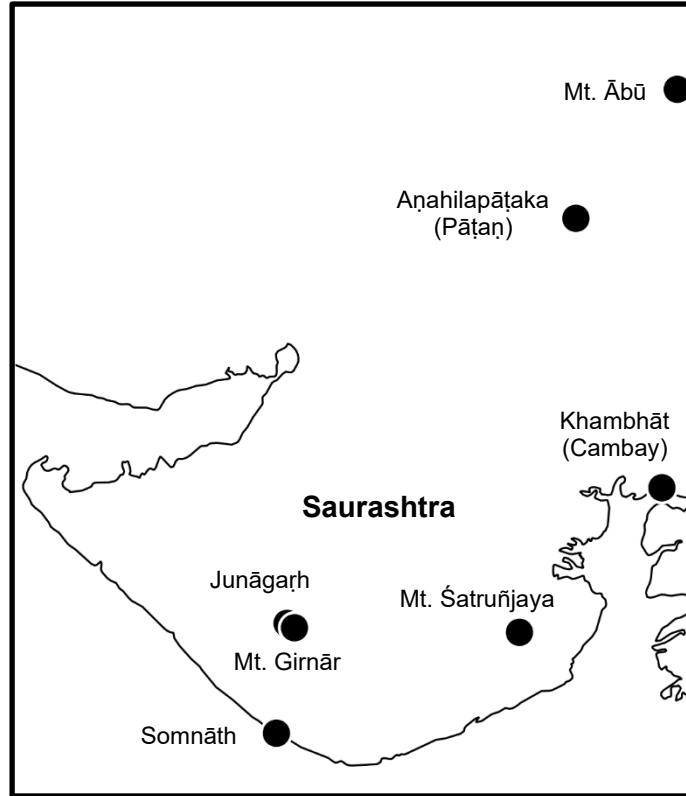 Mt. Ābū
Aṇahilapāṭaka
(Pāṭaṇ)
Khambhāt
(Cambay)
Saurashtra
Junāgaṛh
Mt. Śatruñjaya
Mt. Girnār
Somnāth